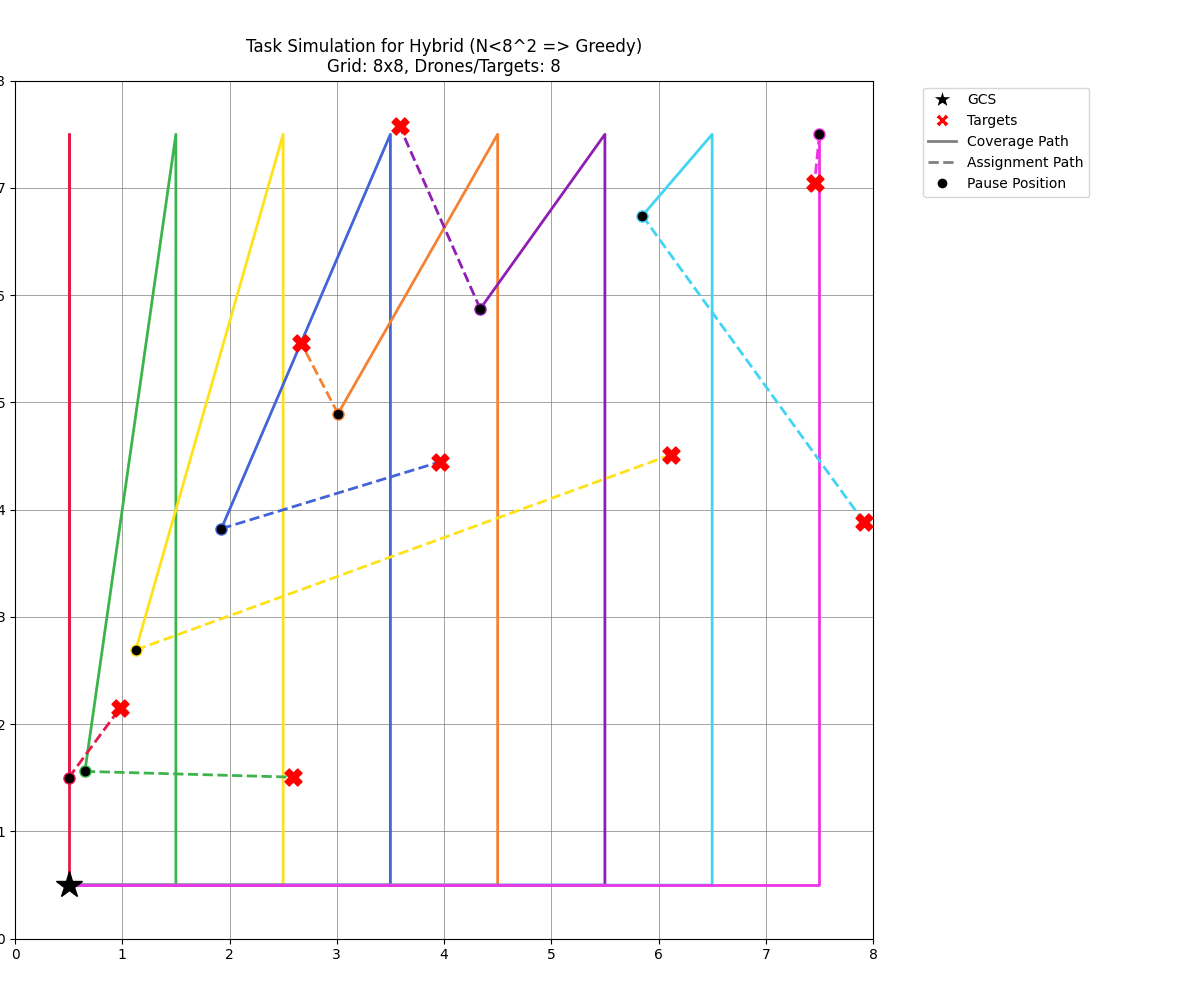 Task Simulation for Hybrid (N<8^2 => Greedy)
Grid: 8x8, Drones/Targets: 8
GCS
Targets
Coverage Path
Assignment Path
Pause Position
8
7
6
5
4
3
2
1
0
0 1 2 3 4 5 6 7 8